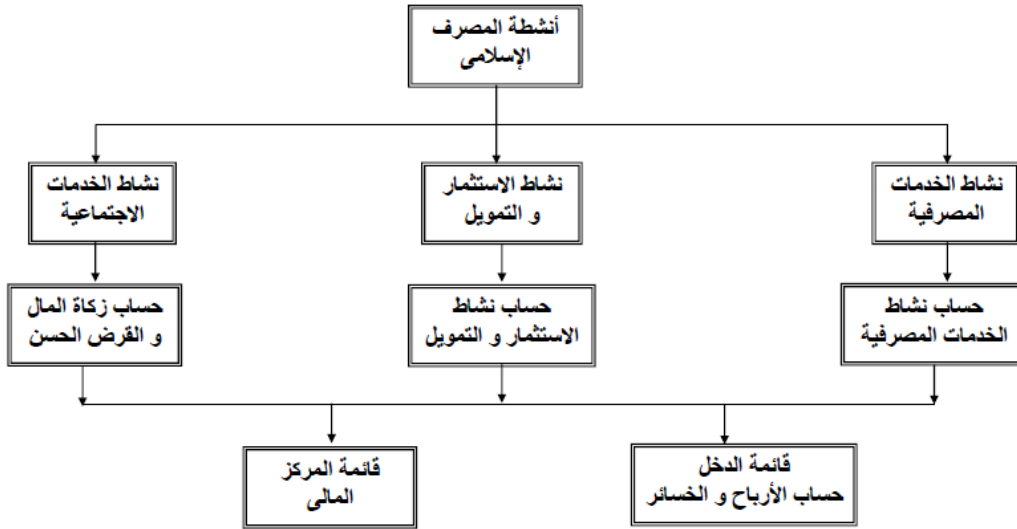 أنشطة المصرف
الإسلامى
نشاط الخدمات
المصرفية
نشاط الاستثمار
و التمويل
نشاط الخدمات
الاجتماعية
حساب نشاط
الخدمات المصرفية
حساب نشاط
الاستثمار و التمويل
حساب زكاة المال
و القرض الحسن
قائمة الدخل
حساب الأرباح و الخسائر
قائمة المركز
المالى